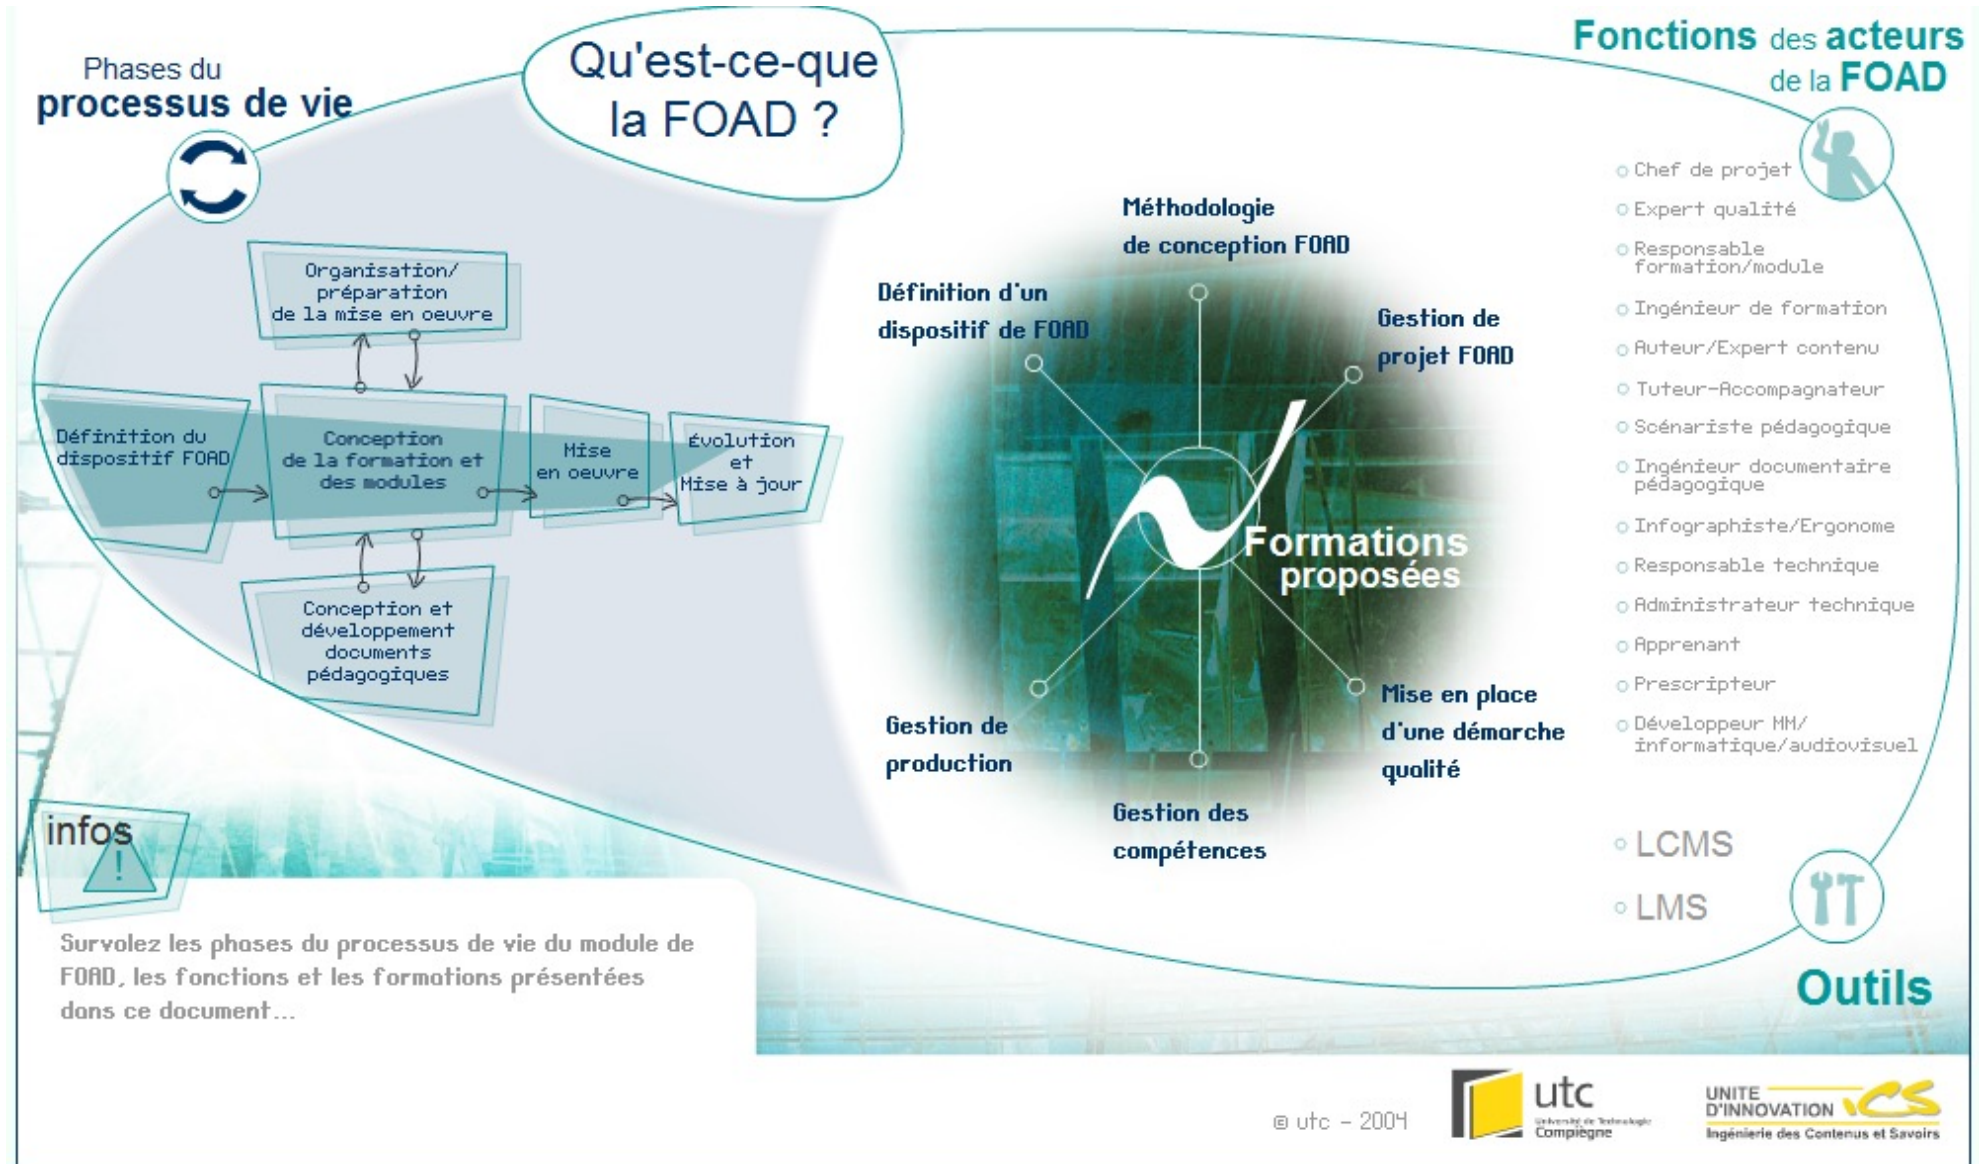 Phases du
processus de vie
Qu'est-ce-que
la FOAD ?
Fonctions des acteurs
de la FOAD
Organisation/
préparation
de la mise en oeuvre
Définition du
dispositif FOAD
Conception
de la formation et
des modules
Mise
en oeuvre
Évolution
et
Mise à jour
Conception et
développement
documents
pédagogiques
Méthodologie
de conception FOAD
Définition d'un
dispositif de FOAD
Gestion de
projet FOAD
Formations
proposées
Gestion de
production
Mise en place
d'une démarche
qualité
Gestion des
compétences
Chef de projet
Expert qualité
Responsable
formation/module
Ingénieur de formation
Auteur/Expert contenu
Tuteur-Accompagnateur
Scénariste pédagogique
Ingénieur documentaire
pédagogique
Infographiste/Ergonome
Responsable technique
Administrateur technique
Apprenant
Prescripteur
Développeur MM/
informatique/audiovisuel
LCMS
LMS
Outils
infos
!
Survolez les phases du processus de vie du module de
FOAD, les fonctions et les formations présentées
dans ce document...
© utc - 2004
utc
Université de Technologie
Compiègne
UNITE
D'INNOVATION ICS
Ingénierie des Contenus et Savoirs